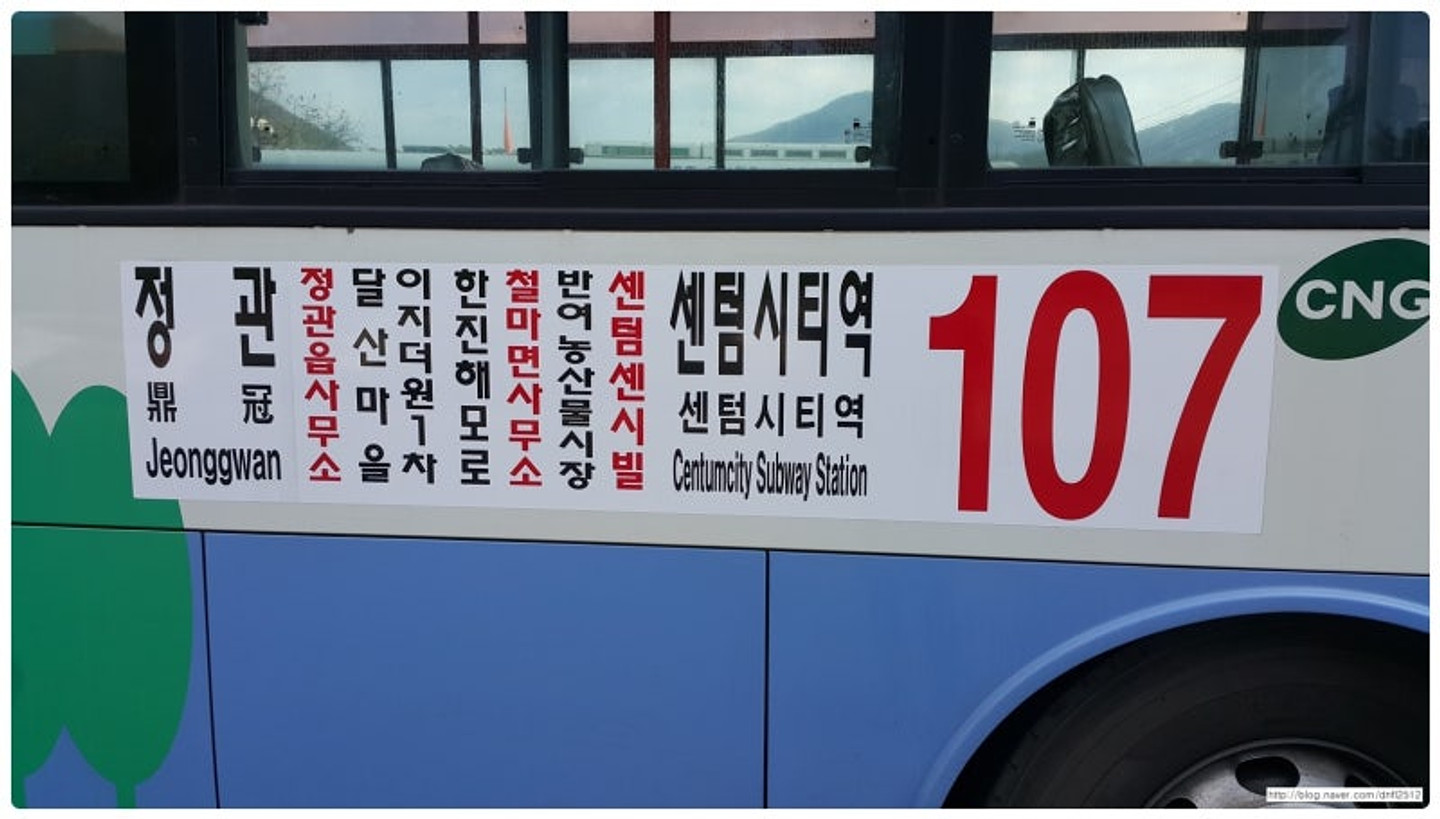 정관
鼎冠
Jeonggwan
정관읍사무소
달산마을
이지더원1차
한진해모로
철마면사무소
반여농산물시장
센텀센시빌
센텀시티역
센텀시티역
Centumcity Subway Station
107
CNG
http://blog.naver.com/dnfl2512